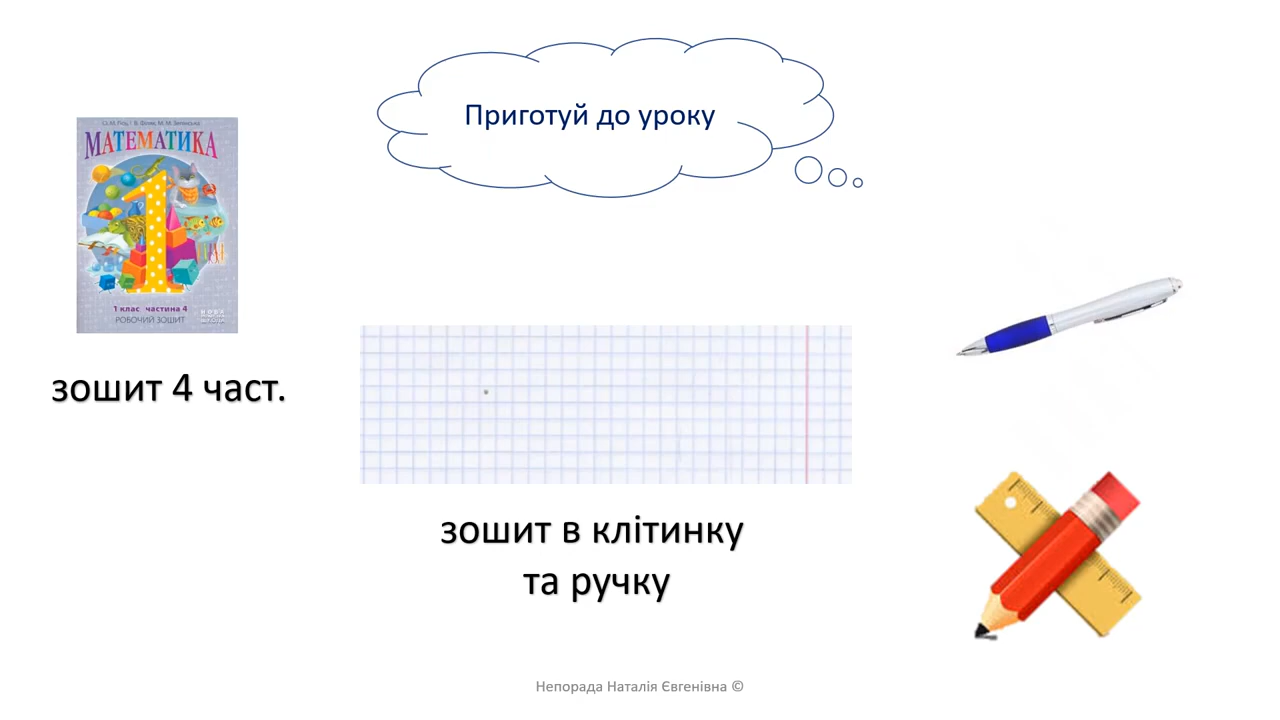 Приготуй до уроку
МАТЕМАТИКА
1
1 клас частина 4
РОБОЧИЙ ЗОШИТ
зошит 4 част.
зошит в клітинку
та ручку
Непорада Наталія Євгенівна ©